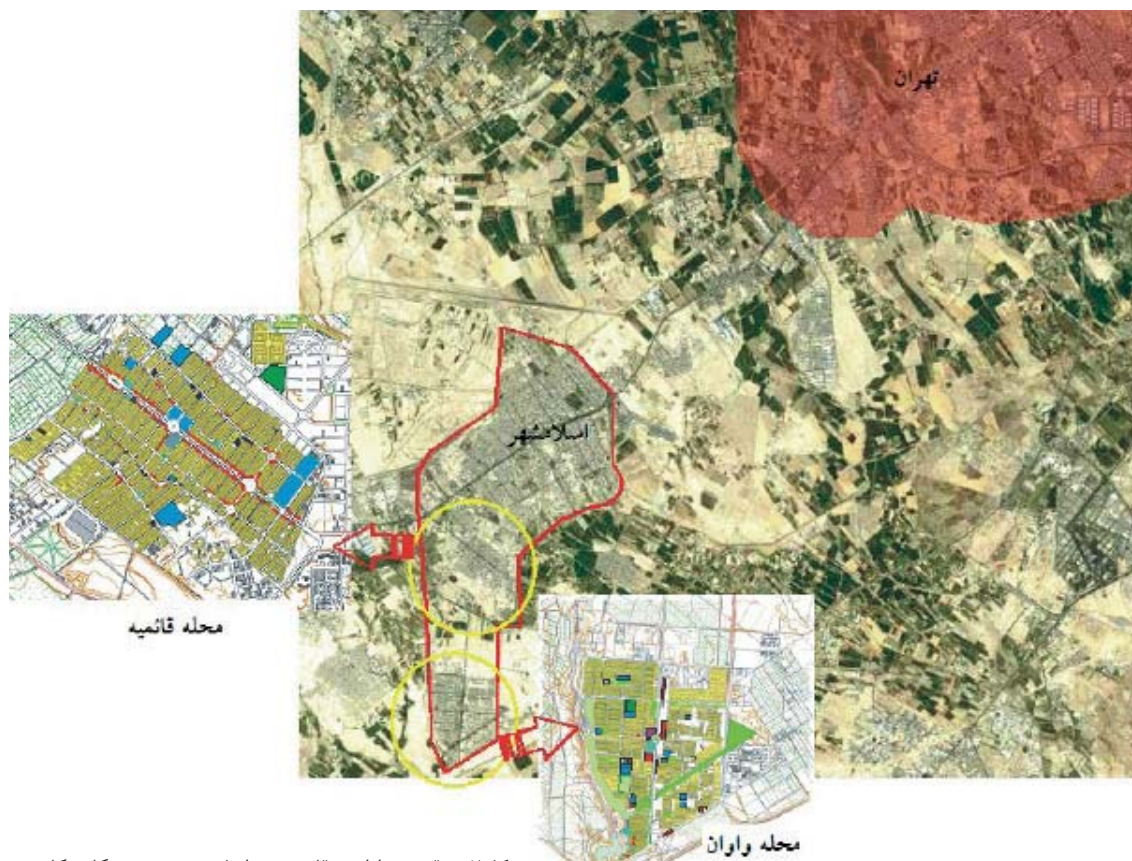 تهران
اسلامشهر
محله قائمیه
محله واوان